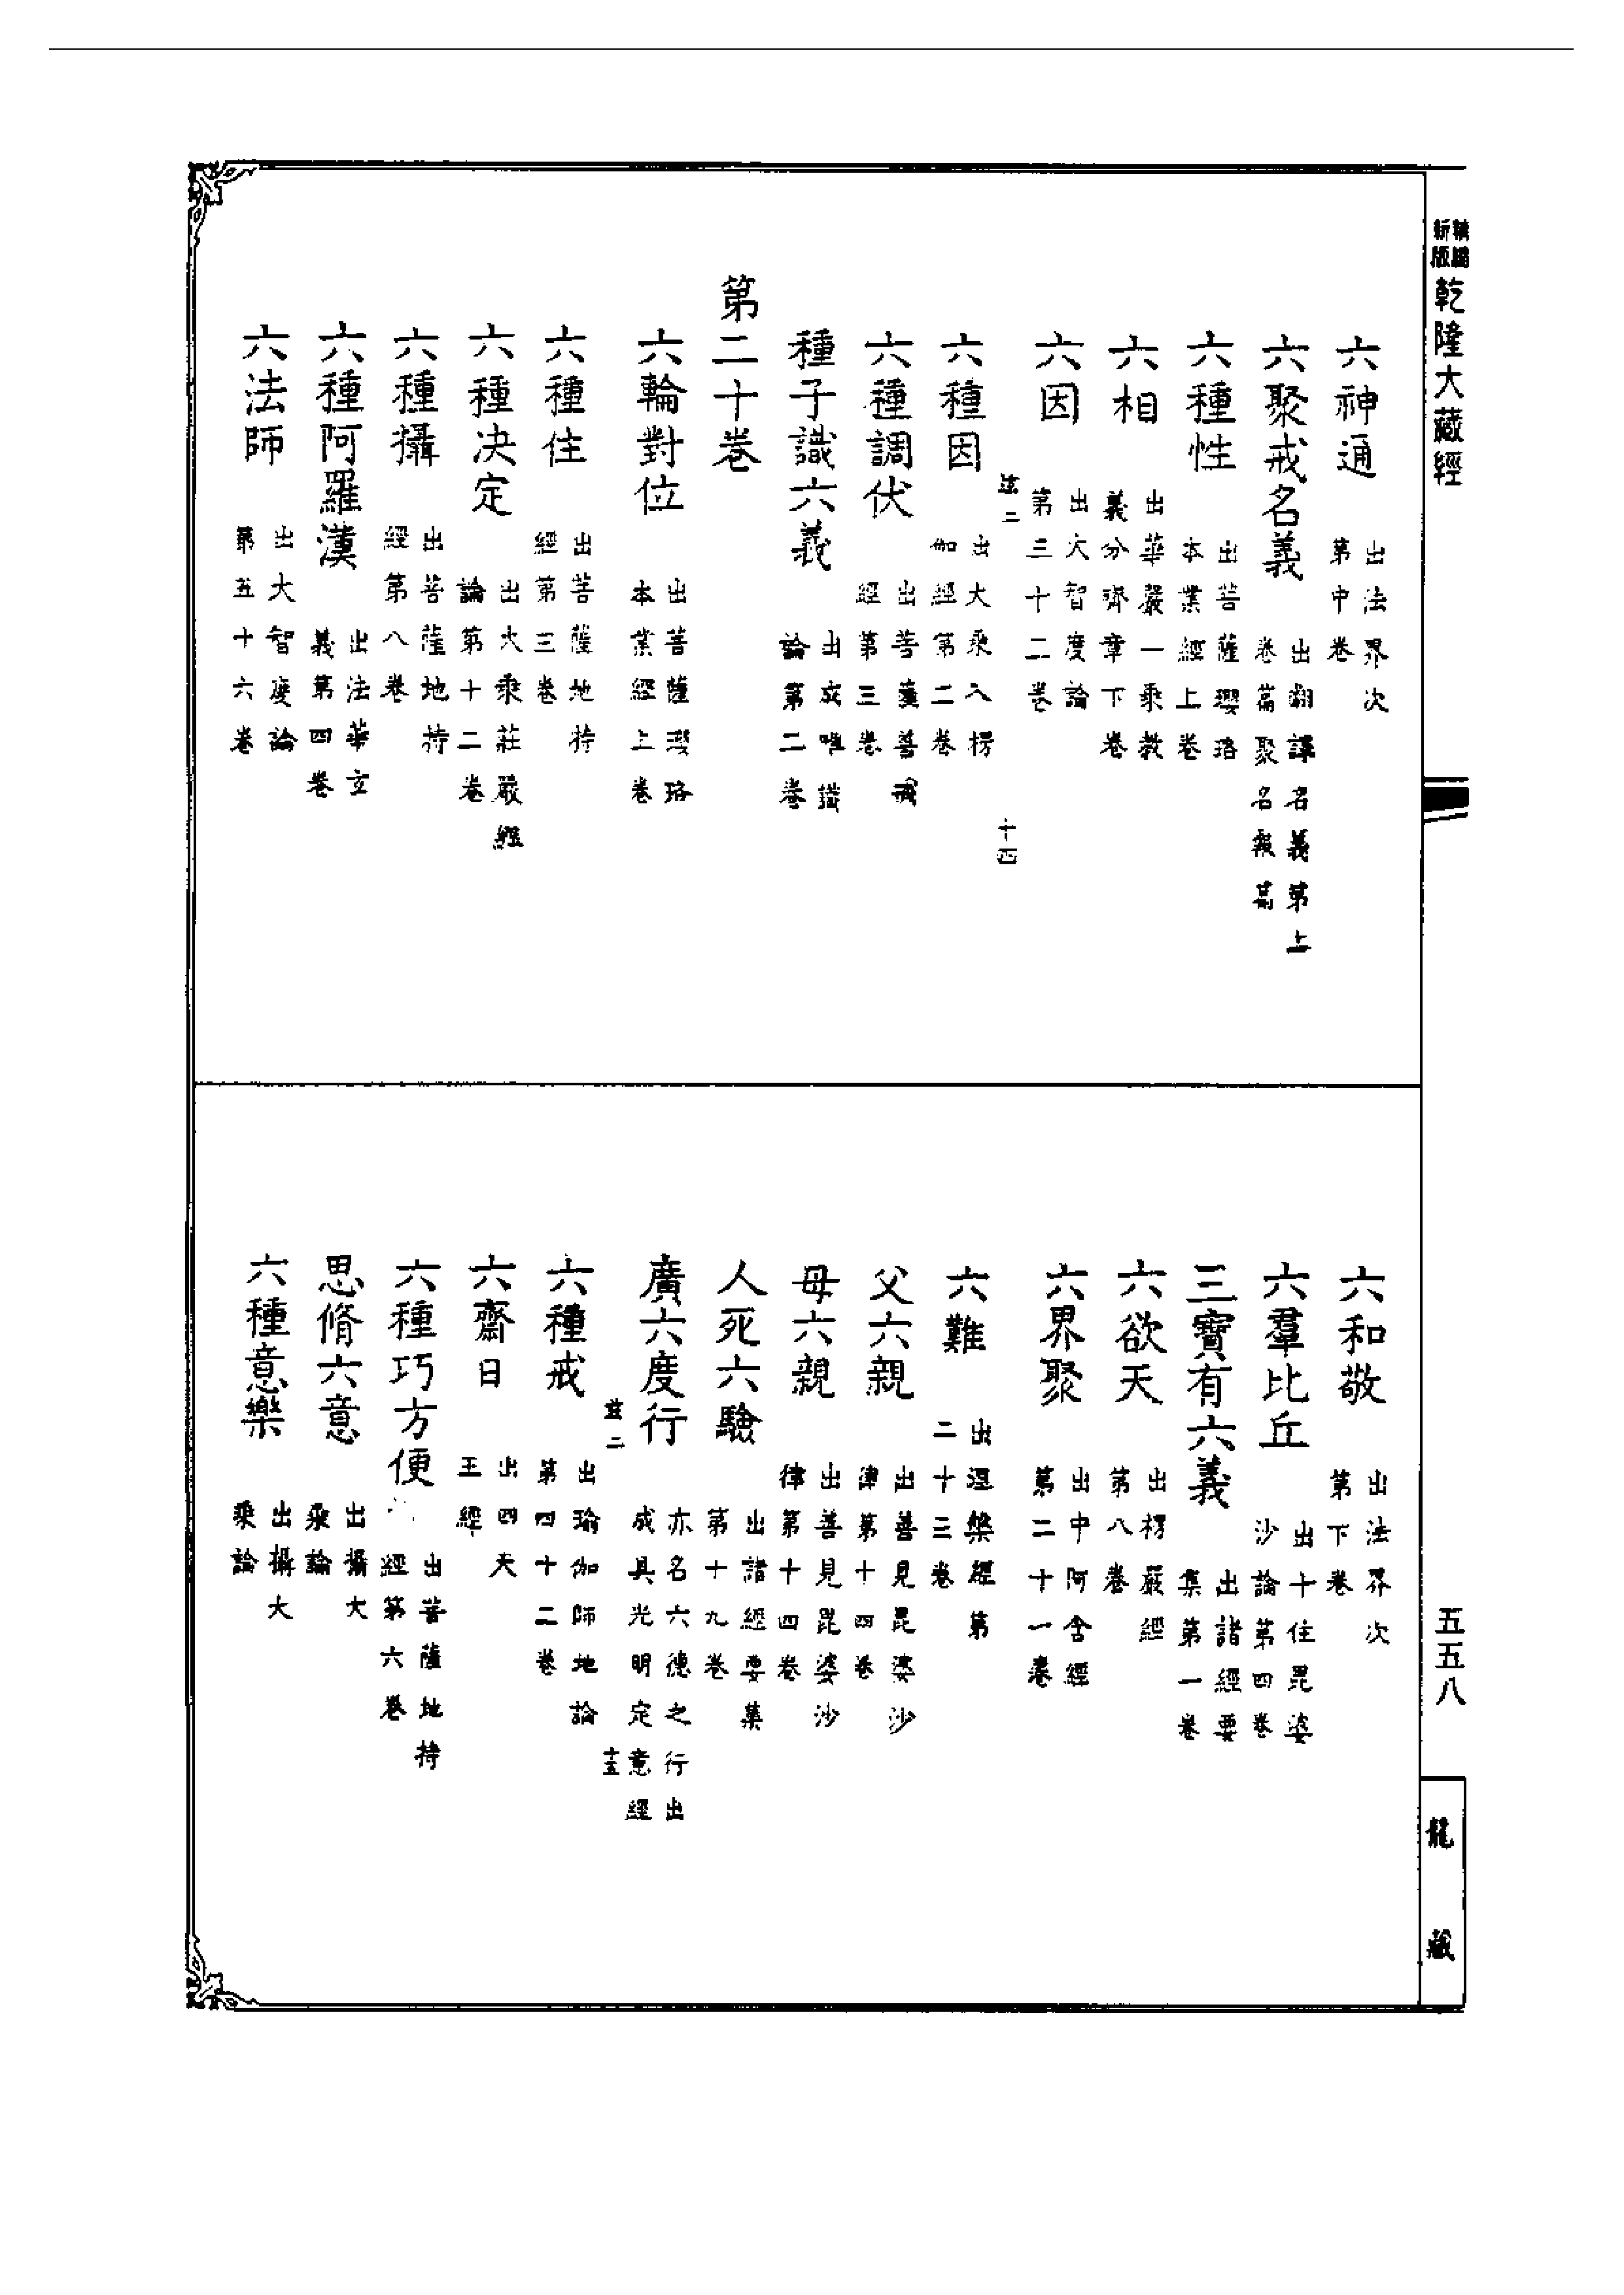 新版 精編 乾隆大藏經
六神通 出法界次第中卷
六聚戒名義 出翻譯名義第上卷篇聚名報篇
六種性 出菩薩瓔珞本業經上卷
六相 出華嚴一乘教義分齊章下卷
六因 出大智度論第三十二卷
十四
六種因 出大乘入楞伽經第二卷
六種調伏 出菩薩善戒經第三卷
種子識六義 出成唯識論第二卷
第二十卷
六輪對位 出菩薩瓔珞本業經上卷
六種住 出菩薩地持經第三卷
六種決定 出大乘莊嚴經論第十二卷
六種攝 出菩薩地持經第八卷
六種阿羅漢 出法華玄義第四卷
六法師 出大智度論第五十六卷
六和敬 出法界次第下卷
六羣比丘 出十住毘婆沙論第四卷
三寶有六義 出諸經要集第一卷
六欲天 出楞嚴經第八卷
六界聚 出中阿含經第二十一卷
六難 出涅槃經第二十三卷
父六親 出善見毘婆沙律第十四卷
母六親 出善見毘婆沙律第十四卷
人死六驗 出諸經要集第十九卷
廣六度行 亦名六德之行出成具光明定意經
茲二 十五
六種戒 出瑜伽師地論第四十二卷
六齋日 出四天王經
六種巧方便 出菩薩地持經第六卷
思脩六意 出攝大乘論
六種意樂 出攝大乘論
五五八
龍藏